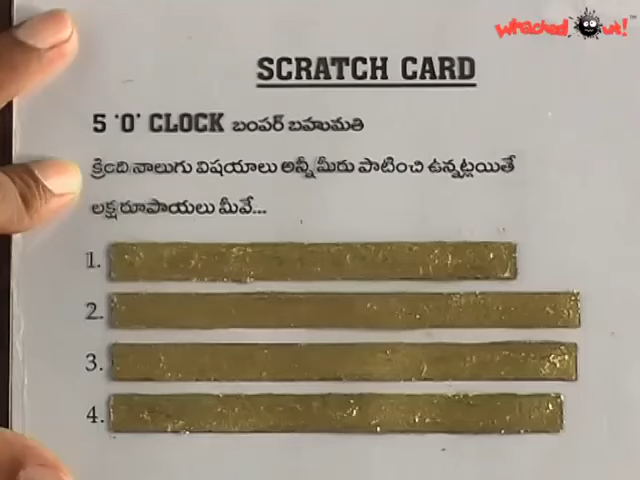 whacked out!
SCRATCH CARD
5 'O' CLOCK బంపర్ బహుమతి
క్రింది నాలుగు విషయాలు అన్నీ మీరు పాటించి ఉన్నట్లయితే
లక్ష రూపాయలు మీవే...
1.
2.
3.
4.